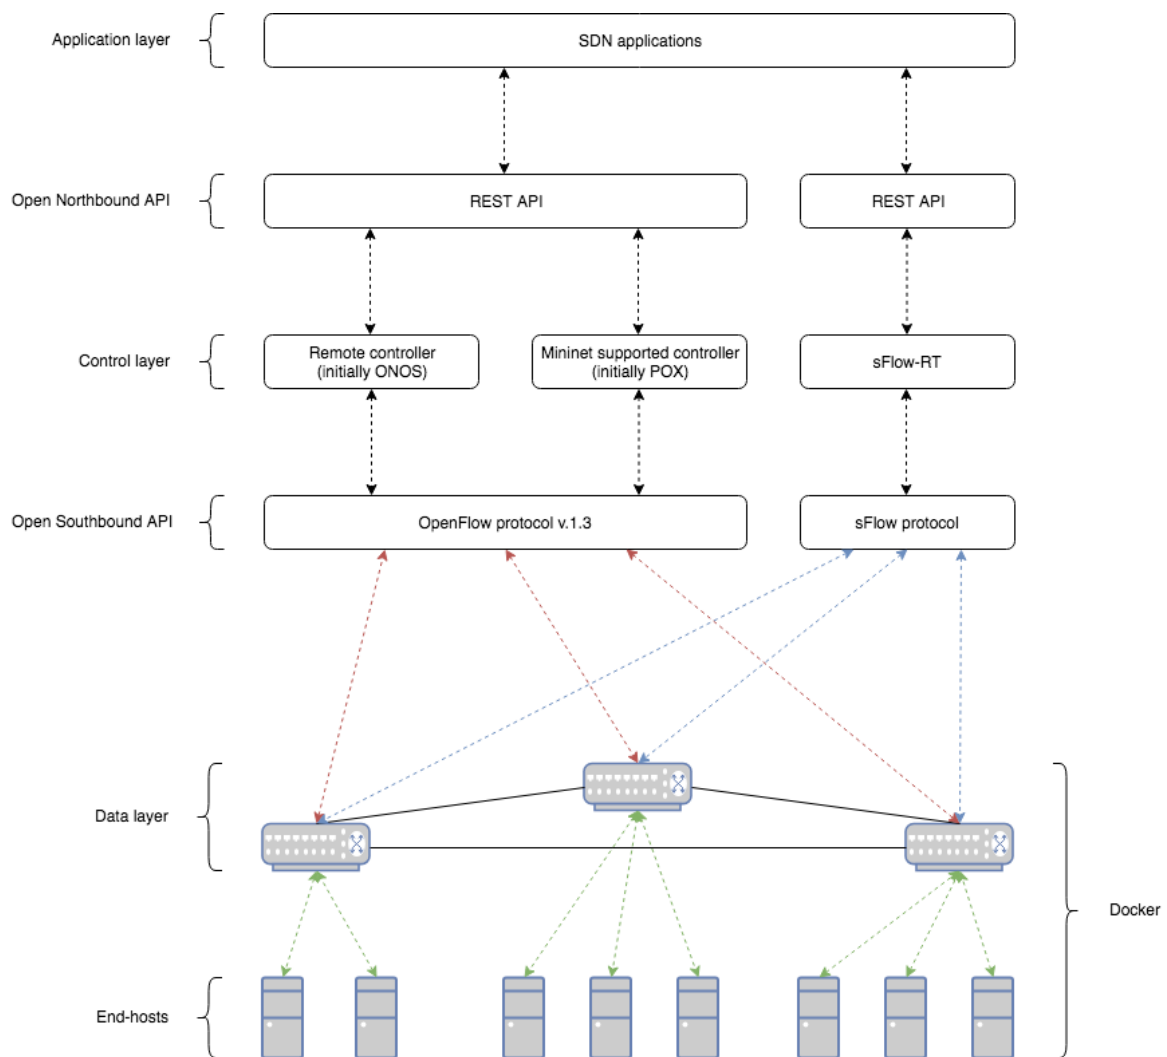 Application layer
SDN applications
Open Northbound API
REST API
REST API
Control layer
Remote controller
(initially ONOS)
Mininet supported controller
(initially POX)
sFlow-RT
Open Southbound API
OpenFlow protocol v.1.3
sFlow protocol
Data layer
Docker
End-hosts